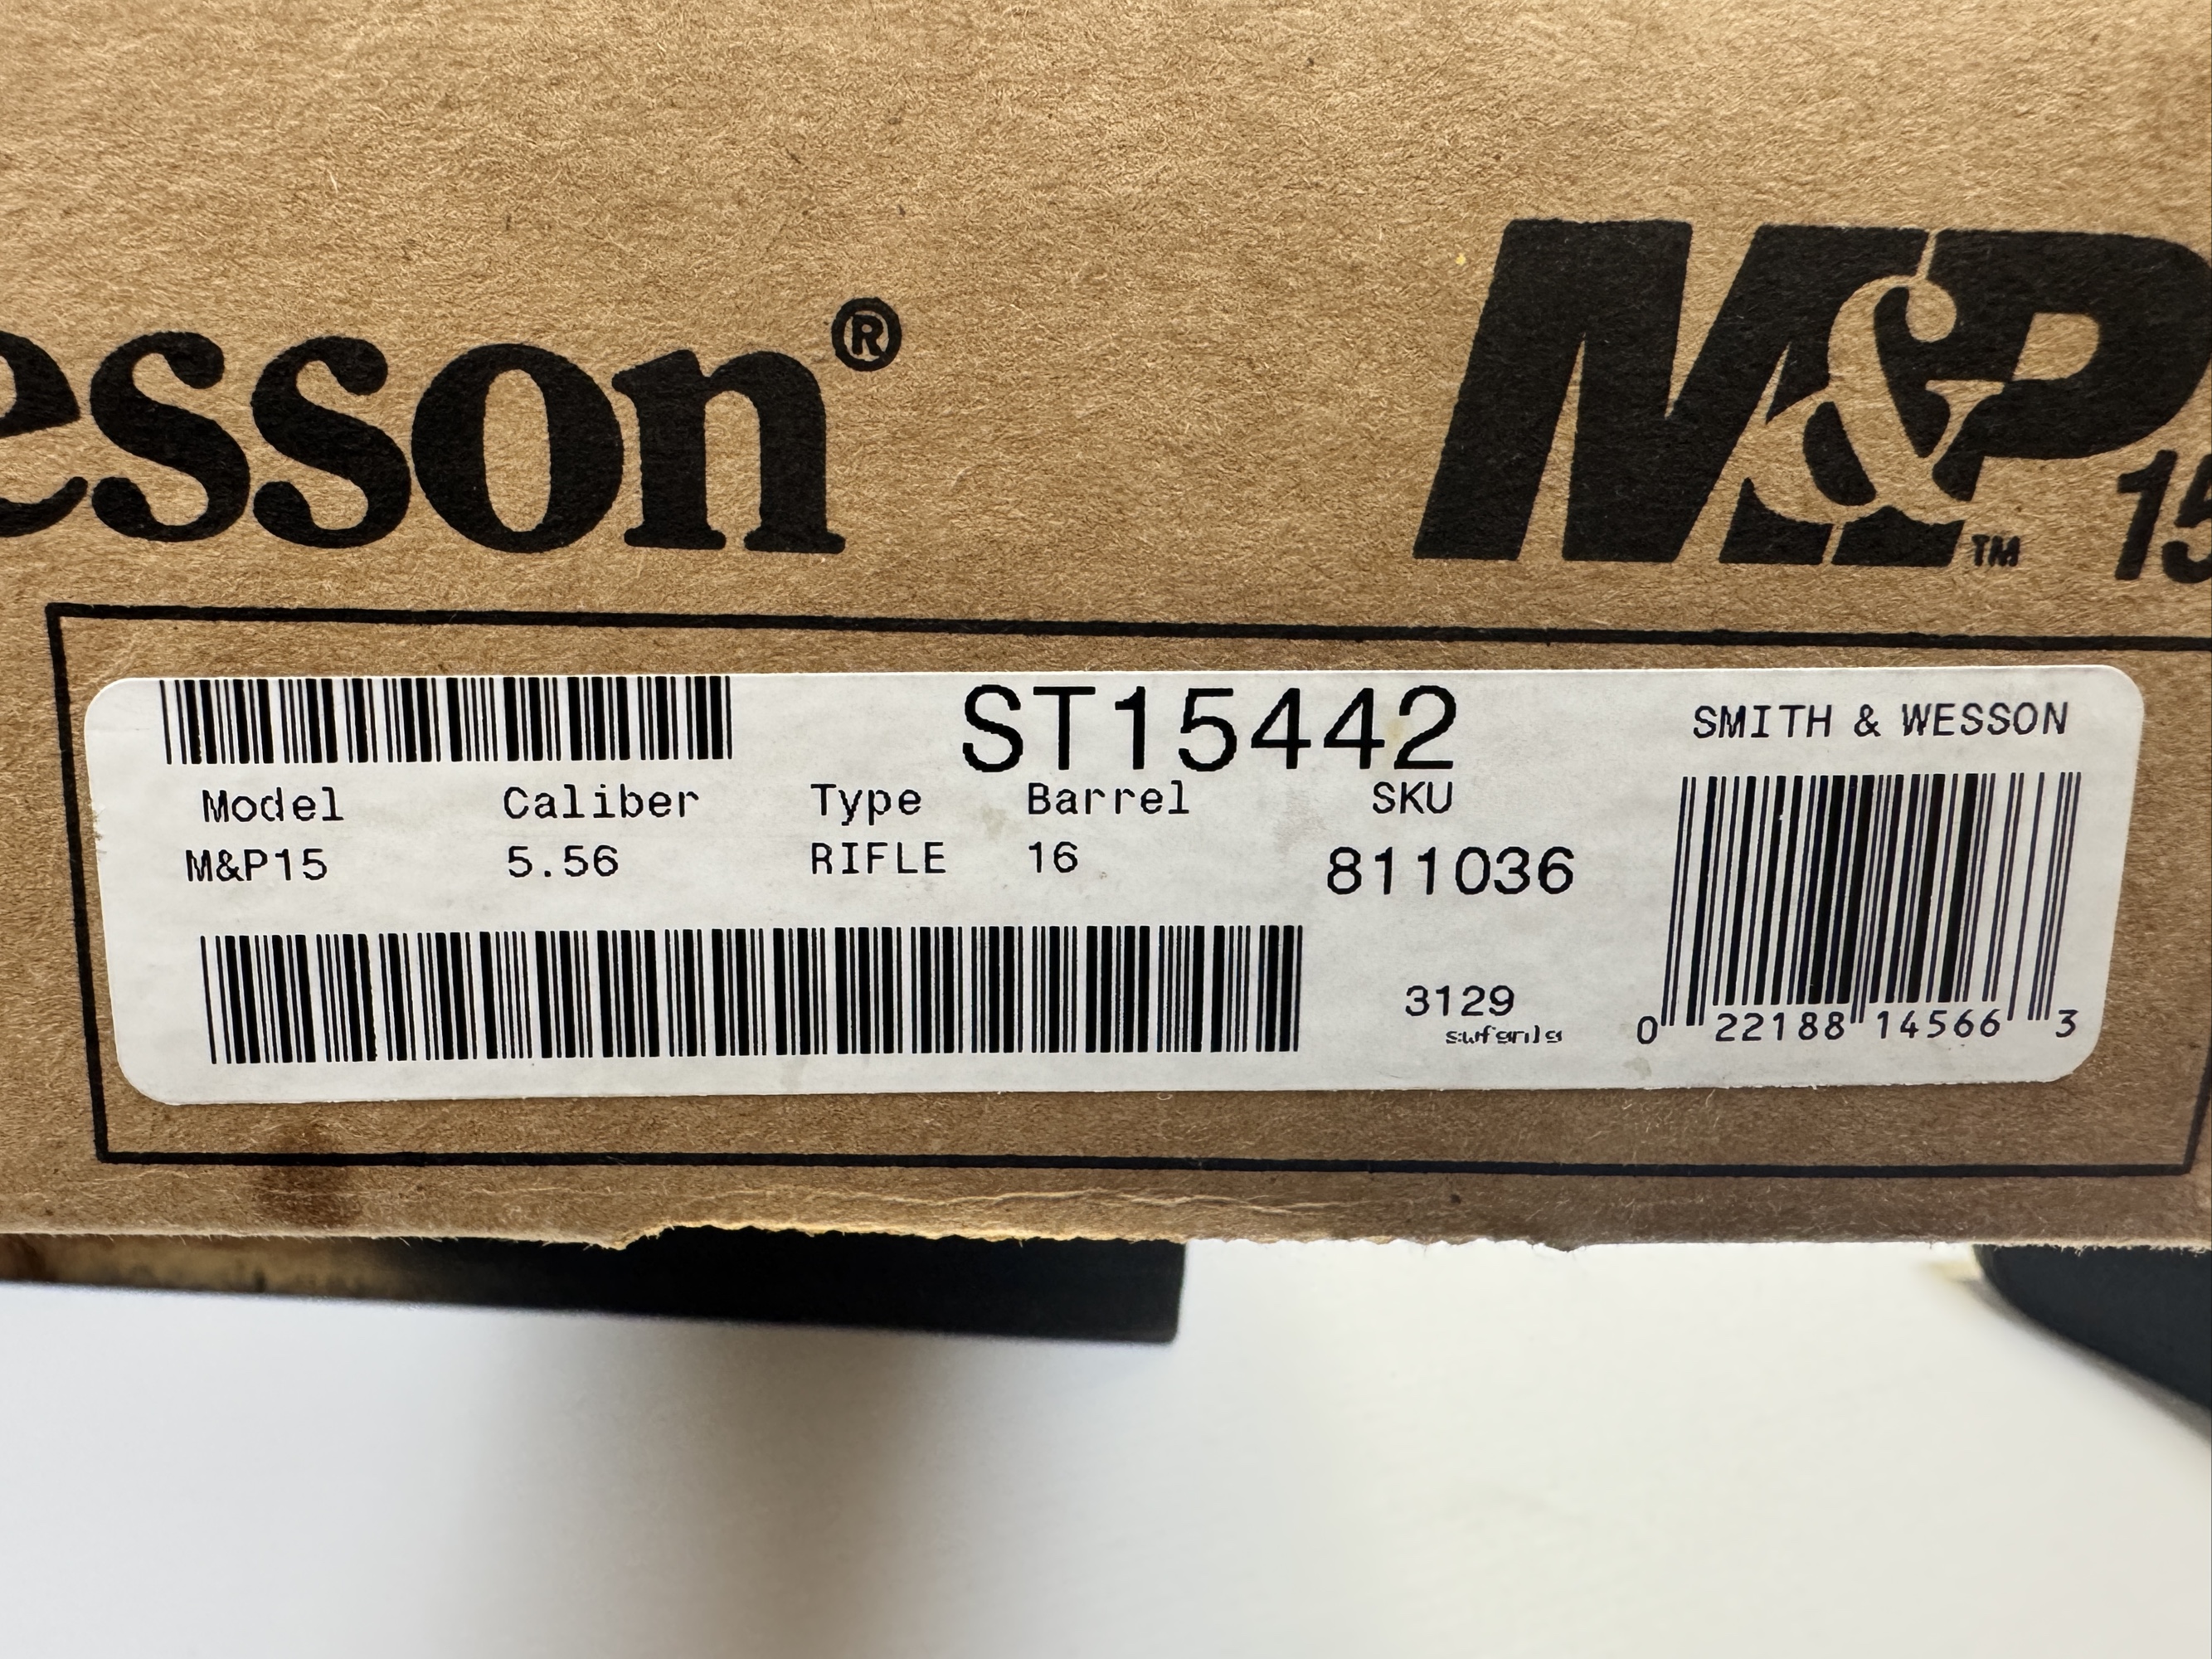 esson®
M&P™ 15
ST15442
SMITH & WESSON
Model Caliber Type Barrel SKU
M&P15 5.56 RIFLE 16 811036
3129
0 22188 14566 3